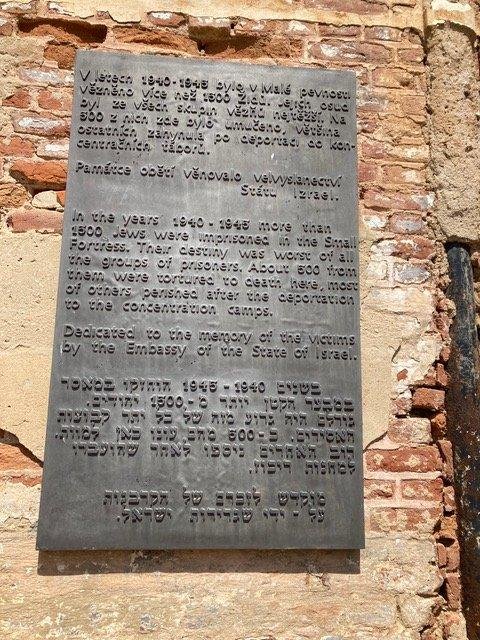 V letech 1940-1945 bylo v Malé pevnosti
vězněno více než 1500 Židů. Jejich osud
byl ze všech skupin vězňů nejtěžší. Na
500 z nich zde bylo umučeno, většina
ostatních zahynula po deportaci do kon-
centračních táborů.
Památce obětí věnovalo velvyslanectví
Státu Izrael.
In the years 1940-1945 more than
1500 Jews were imprisoned in the Small
Fortress. Their destiny was worst of all
the groups of prisoners. About 500 from
them were tortured to death here, most
of others perished after the deportation
to the concentration camps.
Dedicated to the memory of the victims
by the Embassy of the State of Israel.
בשנים 1940 - 1945 הוחזקו במאסר
במבצר הקטן יותר מ-1500 יהודים.
גורלם היה גרוע מזה של כל יתר קבוצות
האסירים. כ-500 מהם עונו כאן למוות.
רוב האחרים ניספו לאחר שהועברו
למחנות ריכוז.
מוקדש לזכרם של הקרבנות
על - ידי שגרירות ישראל.